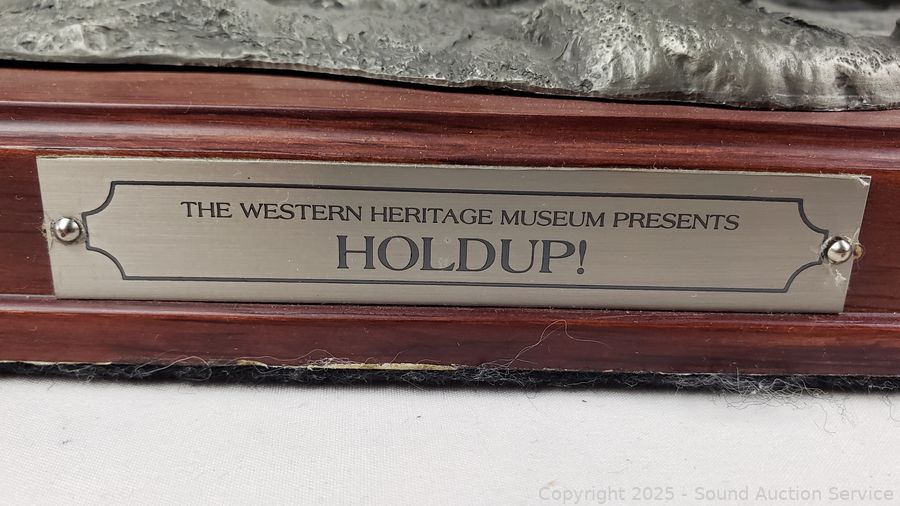 THE WESTERN HERITAGE MUSEUM PRESENTS
HOLDUP!
Copyright © 2025 - Sound Auction Service